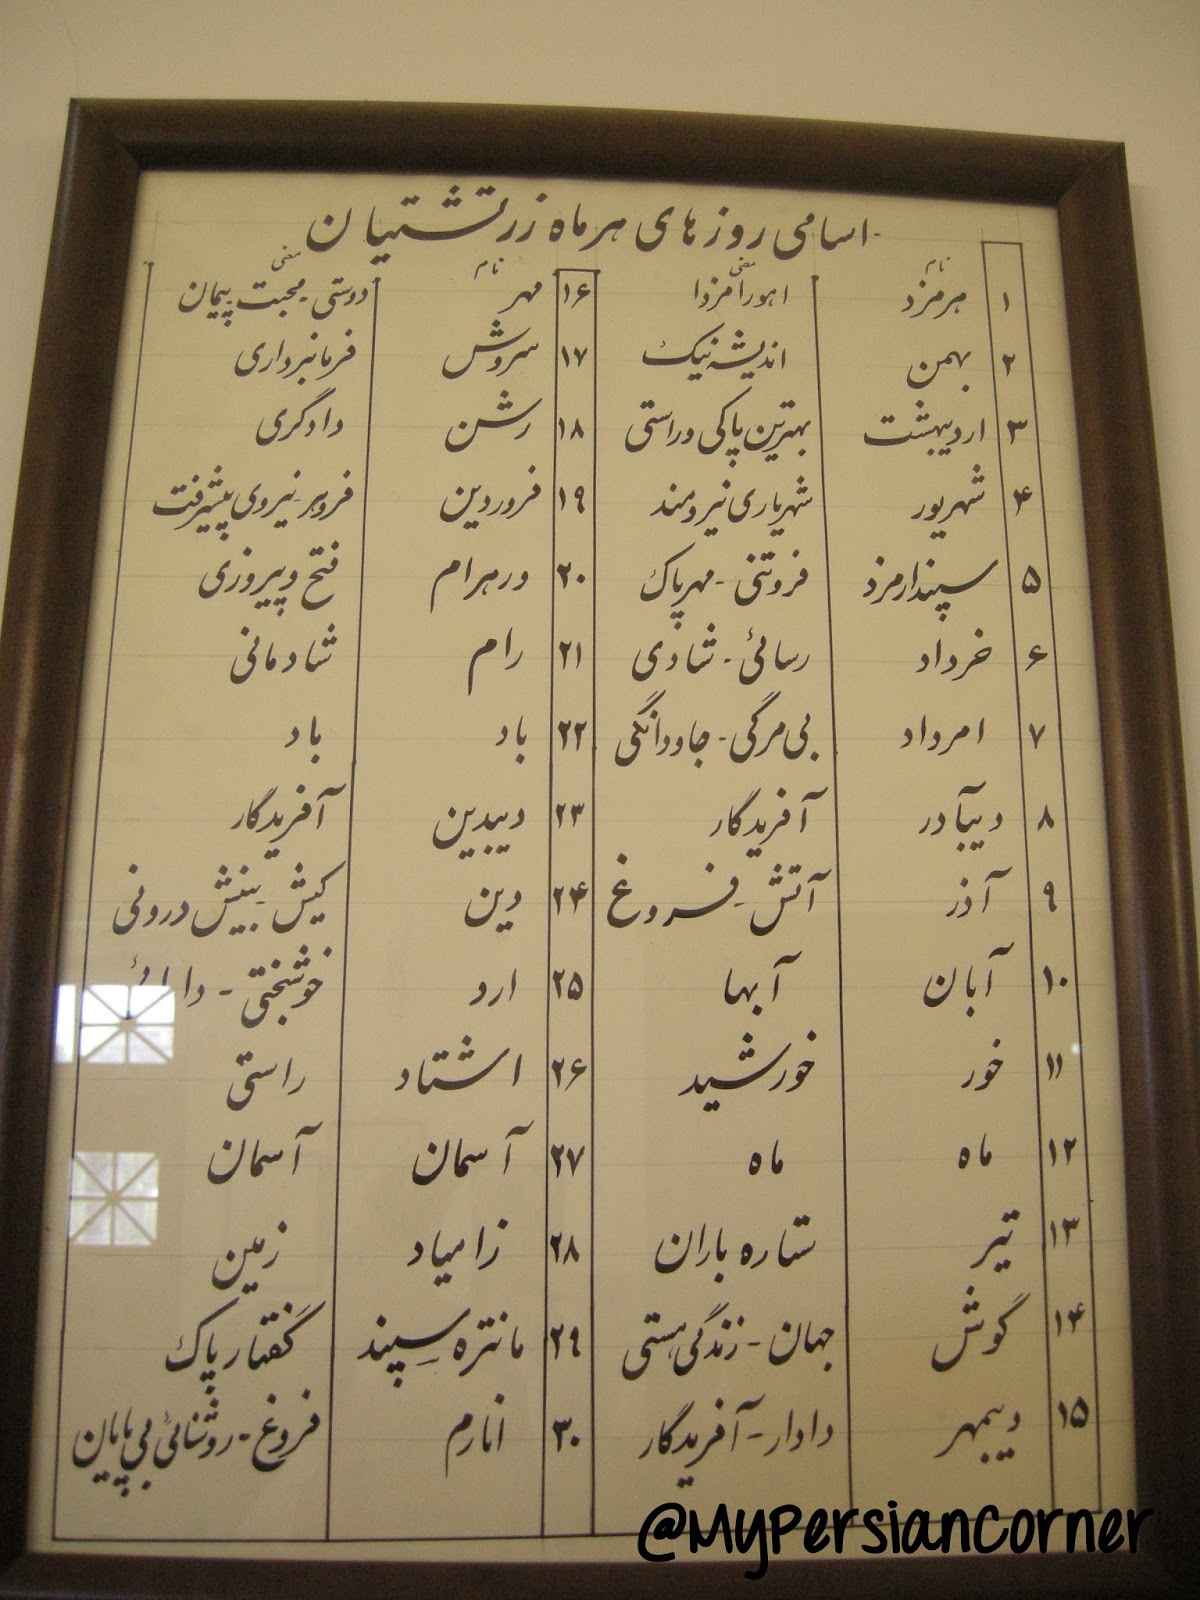 اسامی روزهای هرماه زرتشتیان
نام معنی نام معنی
۱ هرمزد اهورامزدا ۱۶ مهر دوستی - محبت پیمان
۲ بهمن اندیشه نیک ۱۷ سروش فرمانبرداری
۳ اردیبهشت بهترین پاکی و راستی ۱۸ رشن دادگری
۴ شهریور شهریاری نیرومند ۱۹ فروردین فروهر - نیروی پیشرفت
۵ سپندارمزد فروتنی - مهر پاک ۲۰ ورهرام فتح و پیروزی
۶ خرداد رسائی - شادی ۲۱ رام شادمانی
۷ امرداد بی مرگی - جاودانگی ۲۲ باد باد
۸ دیبآدر آفریدگار ۲۳ دیبدین آفریدگار
۹ آذر آتش - فروغ ۲۴ دین کیش - بینش درونی
۱۰ آبان آبها ۲۵ ارد خوشبختی -
۱۱ خور خورشید ۲۶ اشتاد راستی
۱۲ ماه ماه ۲۷ آسمان آسمان
۱۳ تیر ستاره باران ۲۸ زامیاد زمین
۱۴ گوش جهان - زندگی هستی ۲۹ مانتره سپند گفتار پاک
۱۵ دیبمهر دادار - آفریدگار ۳۰ انارم فروغ - روشنائی بی پایان
@MyPersianCorner